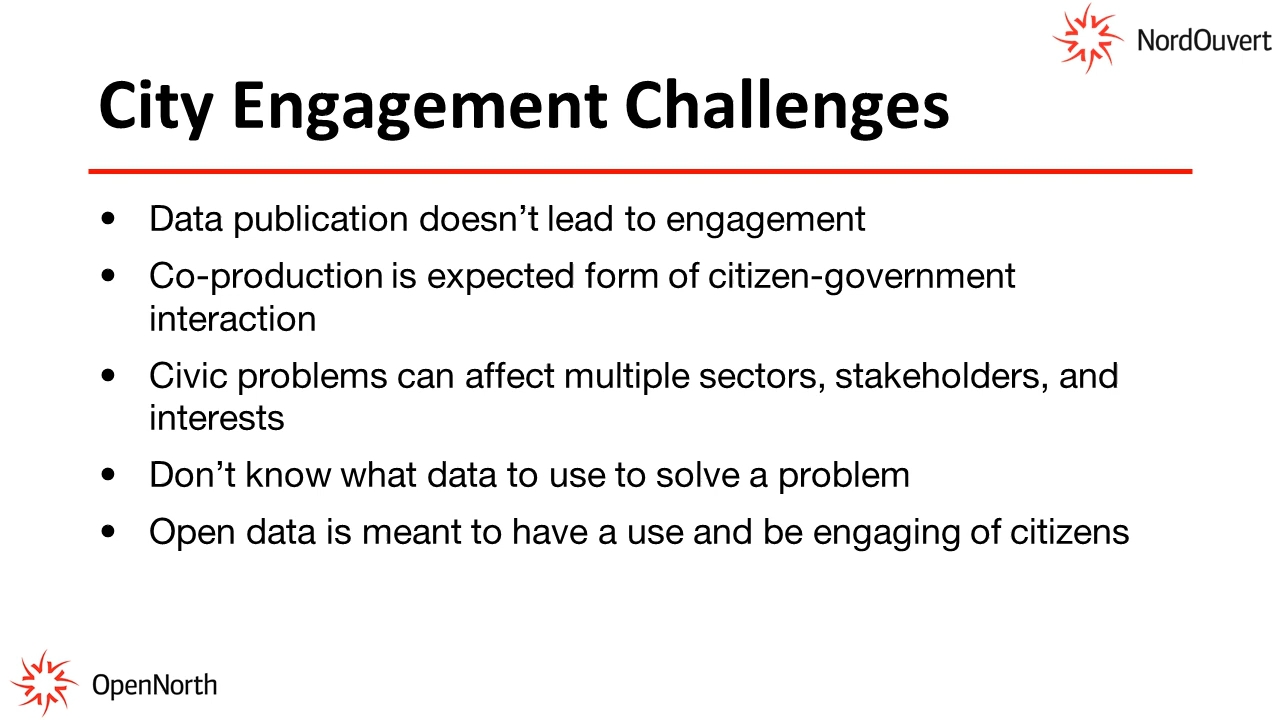 NordOuvert
City Engagement Challenges
• Data publication doesn’t lead to engagement
• Co-production is expected form of citizen-government
interaction
• Civic problems can affect multiple sectors, stakeholders, and
interests
• Don’t know what data to use to solve a problem
• Open data is meant to have a use and be engaging of citizens
OpenNorth